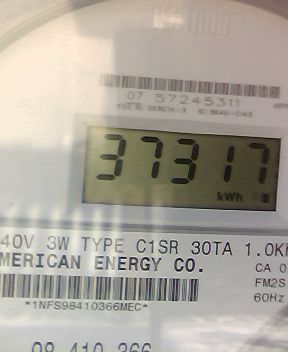 07 57245311
37317
kWh
40V 3W TYPE C1SR 30TA 1.0K
MERICAN ENERGY CO.
CA 0
FM2S
60Hz
*1NFS98410366MEC*
98 410 366